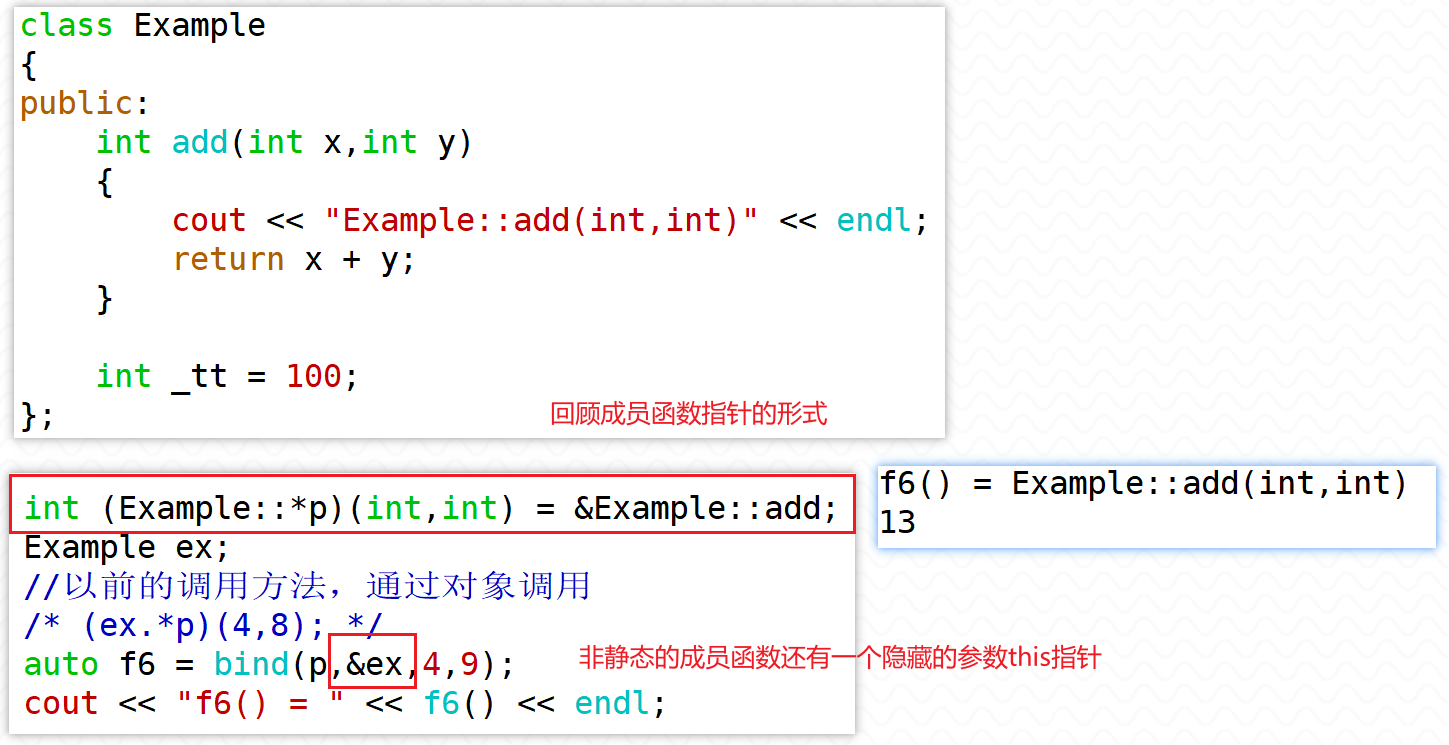 class Example
{
public:
    int add(int x,int y)
    {
        cout << "Example::add(int,int)" << endl;
        return x + y;
    }
    int _tt = 100;
};
回顾成员函数指针的形式
int (Example::*p)(int,int) = &Example::add;
Example ex;
//以前的调用方法，通过对象调用
/* (ex.*p)(4,8); */
auto f6 = bind(p,&ex,4,9);
cout << "f6() = " << f6() << endl;
非静态的成员函数还有一个隐藏的参数this指针
f6() = Example::add(int,int)
13